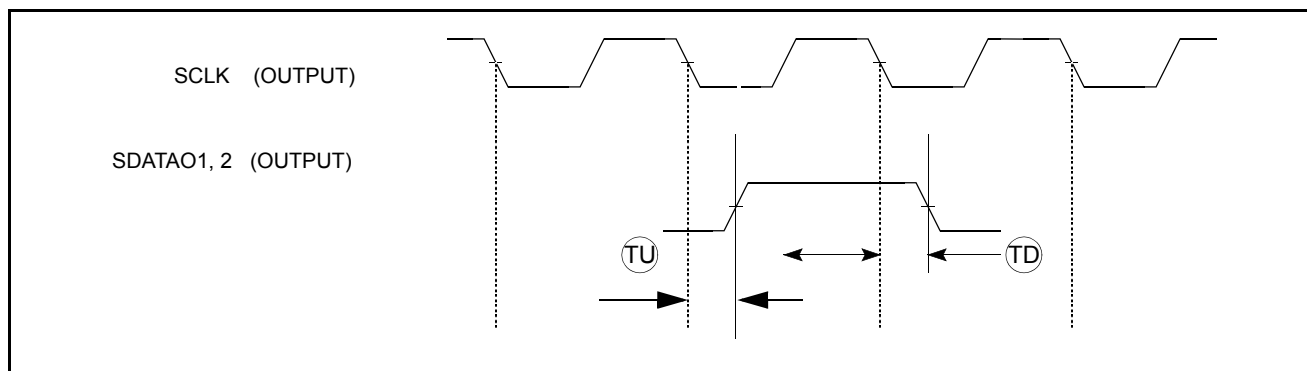 SCLK (OUTPUT)
SDATAO1, 2 (OUTPUT)
TU
TD